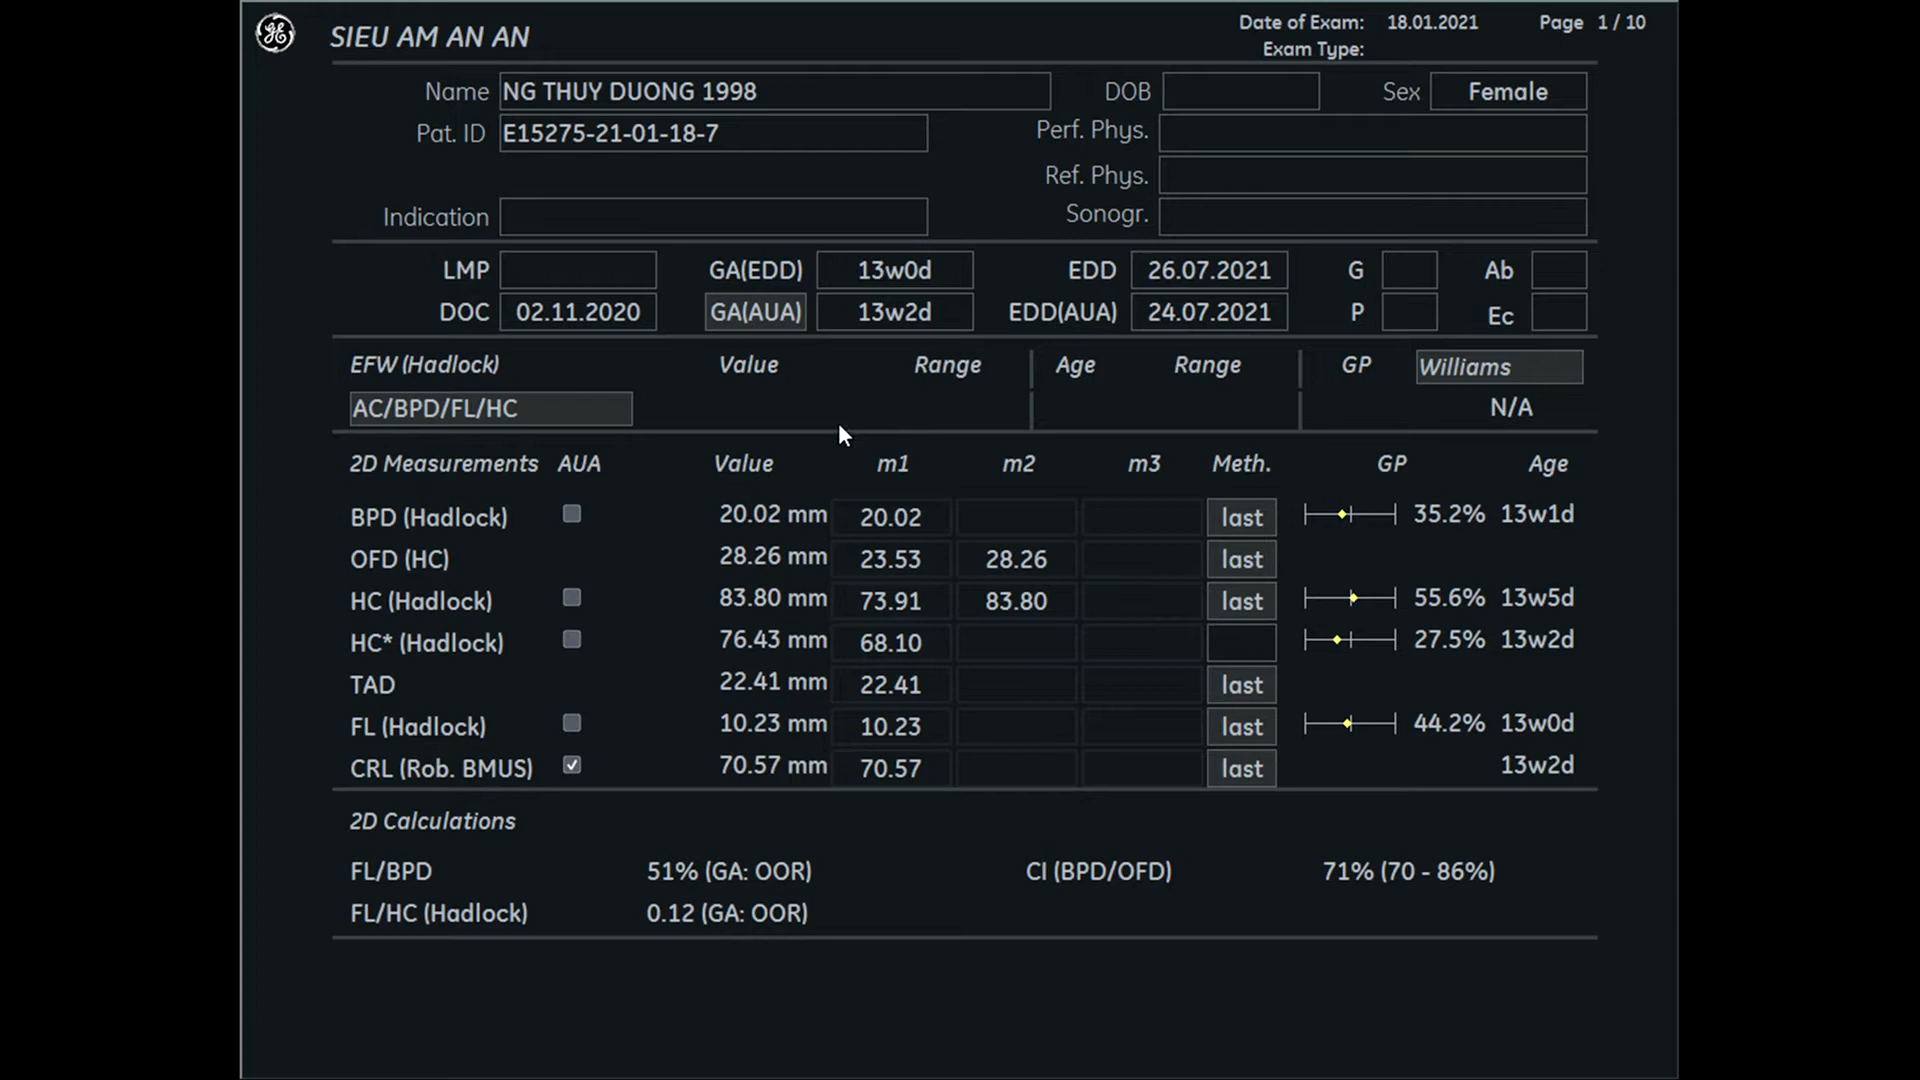 SIEU AM AN AN
Date of Exam: 18.01.2021 Page 1 / 10
Exam Type:
Name NG THUY DUONG 1998 DOB Sex Female
Pat. ID E15275-21-01-18-7 Perf. Phys.
Ref. Phys.
Indication Sonogr.
LMP GA(EDD) 13w0d EDD 26.07.2021 G Ab
DOC 02.11.2020 GA(AUA) 13w2d EDD(AUA) 24.07.2021 P Ec
EFW (Hadlock) Value Range Age Range GP Williams
AC/BPD/FL/HC N/A
2D Measurements AUA Value m1 m2 m3 Meth. GP Age
BPD (Hadlock) 20.02 mm 20.02 last 35.2% 13w1d
OFD (HC) 28.26 mm 23.53 28.26 last
HC (Hadlock) 83.80 mm 73.91 83.80 last 55.6% 13w5d
HC* (Hadlock) 76.43 mm 68.10 27.5% 13w2d
TAD 22.41 mm 22.41 last
FL (Hadlock) 10.23 mm 10.23 last 44.2% 13w0d
CRL (Rob. BMUS) 70.57 mm 70.57 last 13w2d
2D Calculations
FL/BPD 51% (GA: OOR) CI (BPD/OFD) 71% (70 - 86%)
FL/HC (Hadlock) 0.12 (GA: OOR)